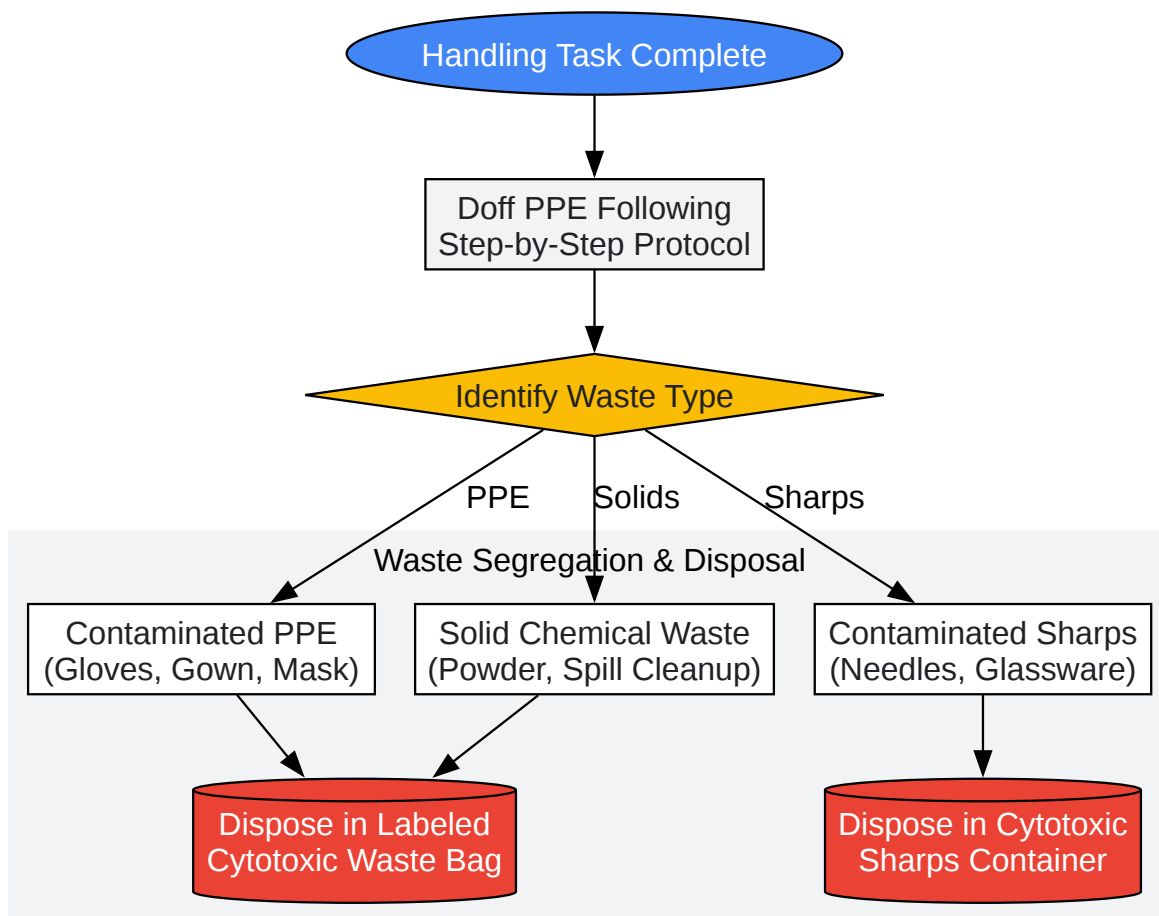 Handling Task Complete
Doff PPE Following
Step-by-Step Protocol
Identify Waste Type
PPE
Solids
Sharps
Waste Segregation & Disposal
Contaminated PPE
(Gloves, Gown, Mask)
Solid Chemical Waste
(Powder, Spill Cleanup)
Contaminated Sharps
(Needles, Glassware)
Dispose in Labeled
Cytotoxic Waste Bag
Dispose in Cytotoxic
Sharps Container